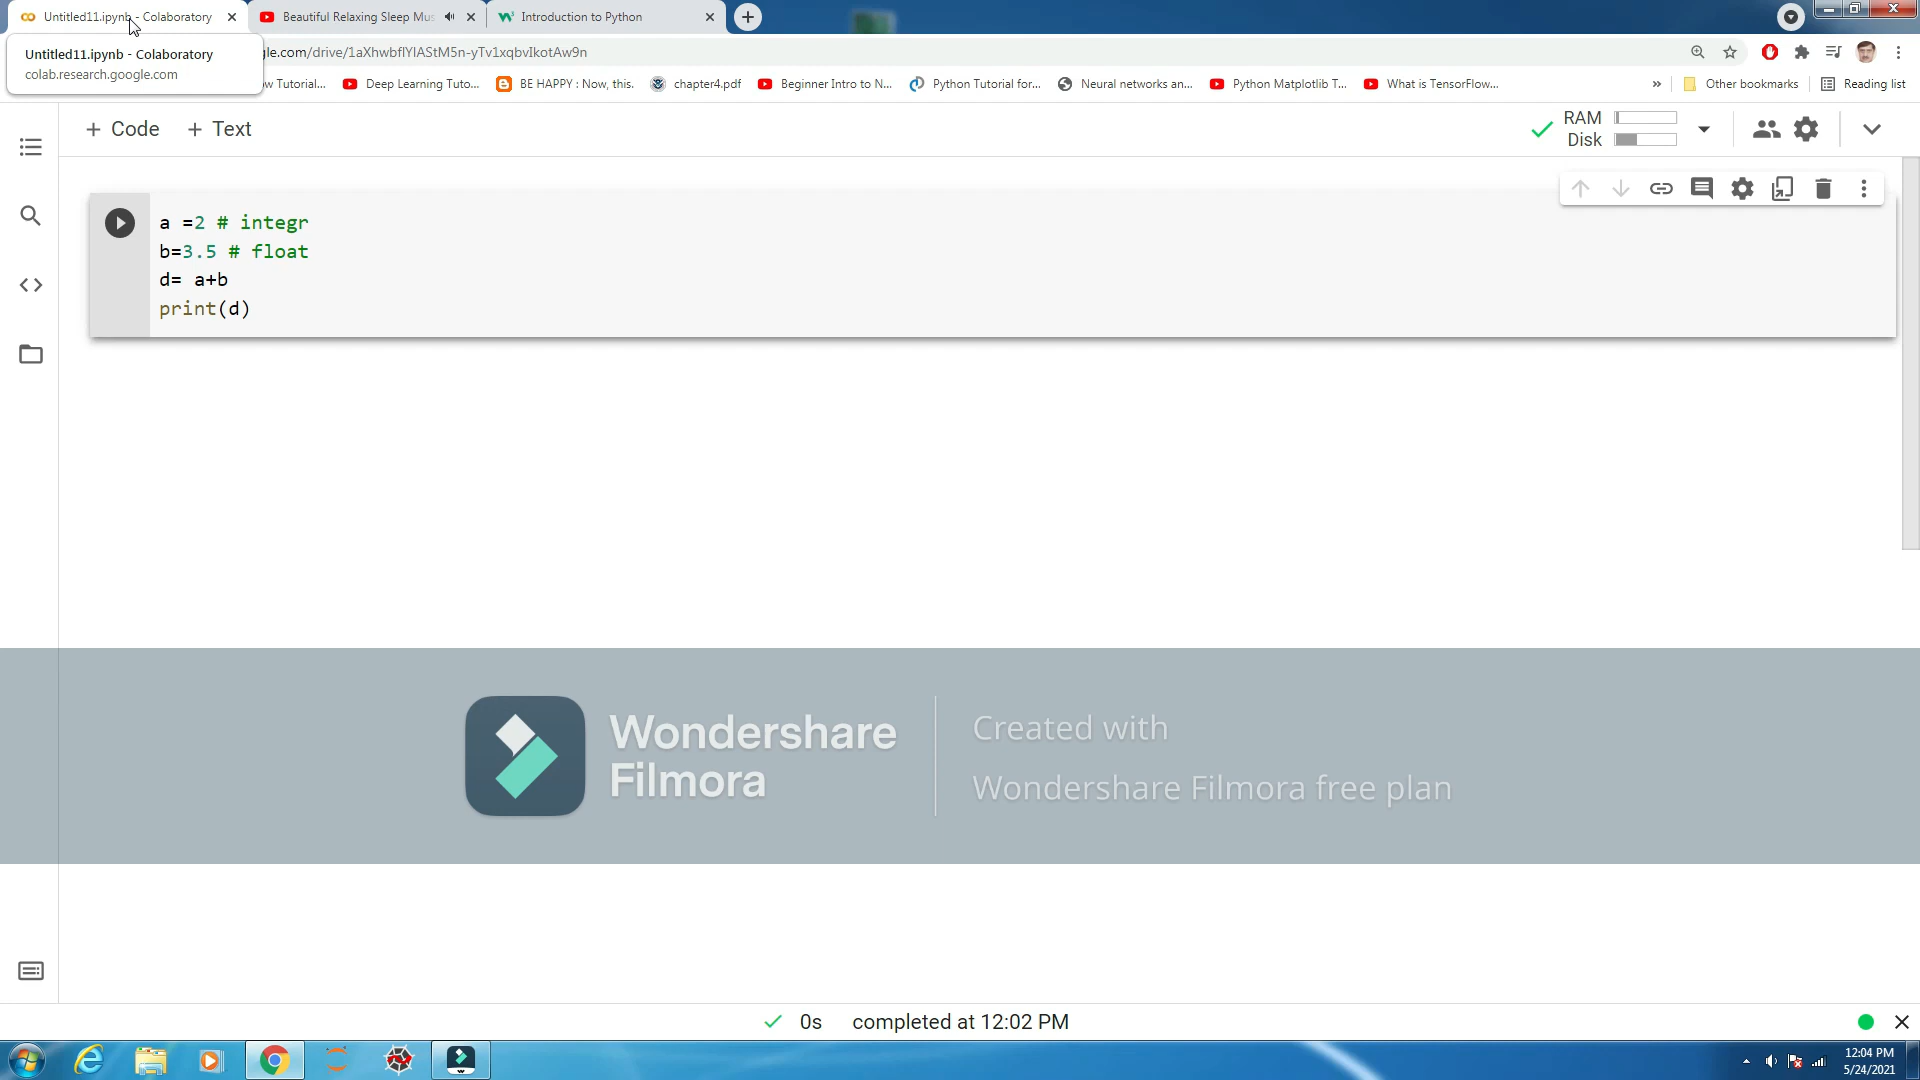 Untitled11.ipynb - Colaboratory
Beautiful Relaxing Sleep Mus
Introduction to Python
Untitled11.ipynb - Colaboratory
colab.research.google.com
gle.com/drive/1aXhwbflYIAStM5n-yTv1xqbvIkotAw9n
w Tutorial...
Deep Learning Tuto...
BE HAPPY : Now, this.
chapter4.pdf
Beginner Intro to N...
Python Tutorial for...
Neural networks an...
Python Matplotlib T...
What is TensorFlow...
»
Other bookmarks
Reading list
+ Code
+ Text
RAM
Disk
a =2 # integr
b=3.5 # float
d= a+b
print(d)
Wondershare
Filmora
Created with
Wondershare Filmora free plan
0s completed at 12:02 PM
12:04 PM
5/24/2021